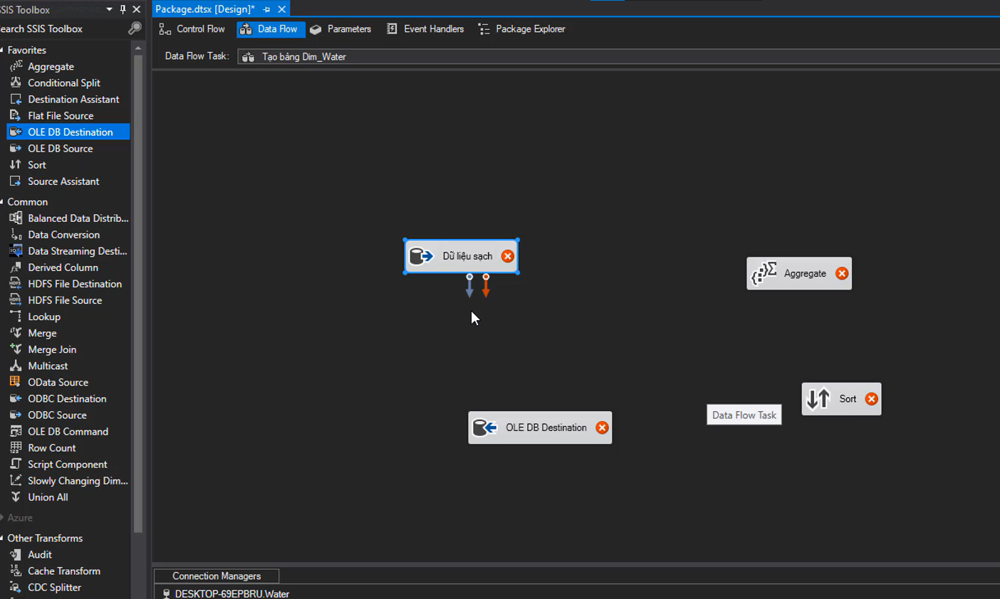 SSIS Toolbox
earch SSIS Toolbox
Favorites
Aggregate
Conditional Split
Destination Assistant
Flat File Source
OLE DB Destination
OLE DB Source
Sort
Source Assistant
Common
Balanced Data Distrib...
Data Conversion
Data Streaming Desti...
Derived Column
HDFS File Destination
HDFS File Source
Lookup
Merge
Merge Join
Multicast
OData Source
ODBC Destination
ODBC Source
OLE DB Command
Row Count
Script Component
Slowly Changing Dim...
Union All
Azure
Other Transforms
Audit
Cache Transform
CDC Splitter
Package.dtsx [Design]*
Control Flow
Data Flow
Parameters
Event Handlers
Package Explorer
Data Flow Task:
Tạo bảng Dim_Water
Dữ liệu sạch
Aggregate
Sort
Data Flow Task
OLE DB Destination
Connection Managers
DESKTOP-69EPBRU.Water